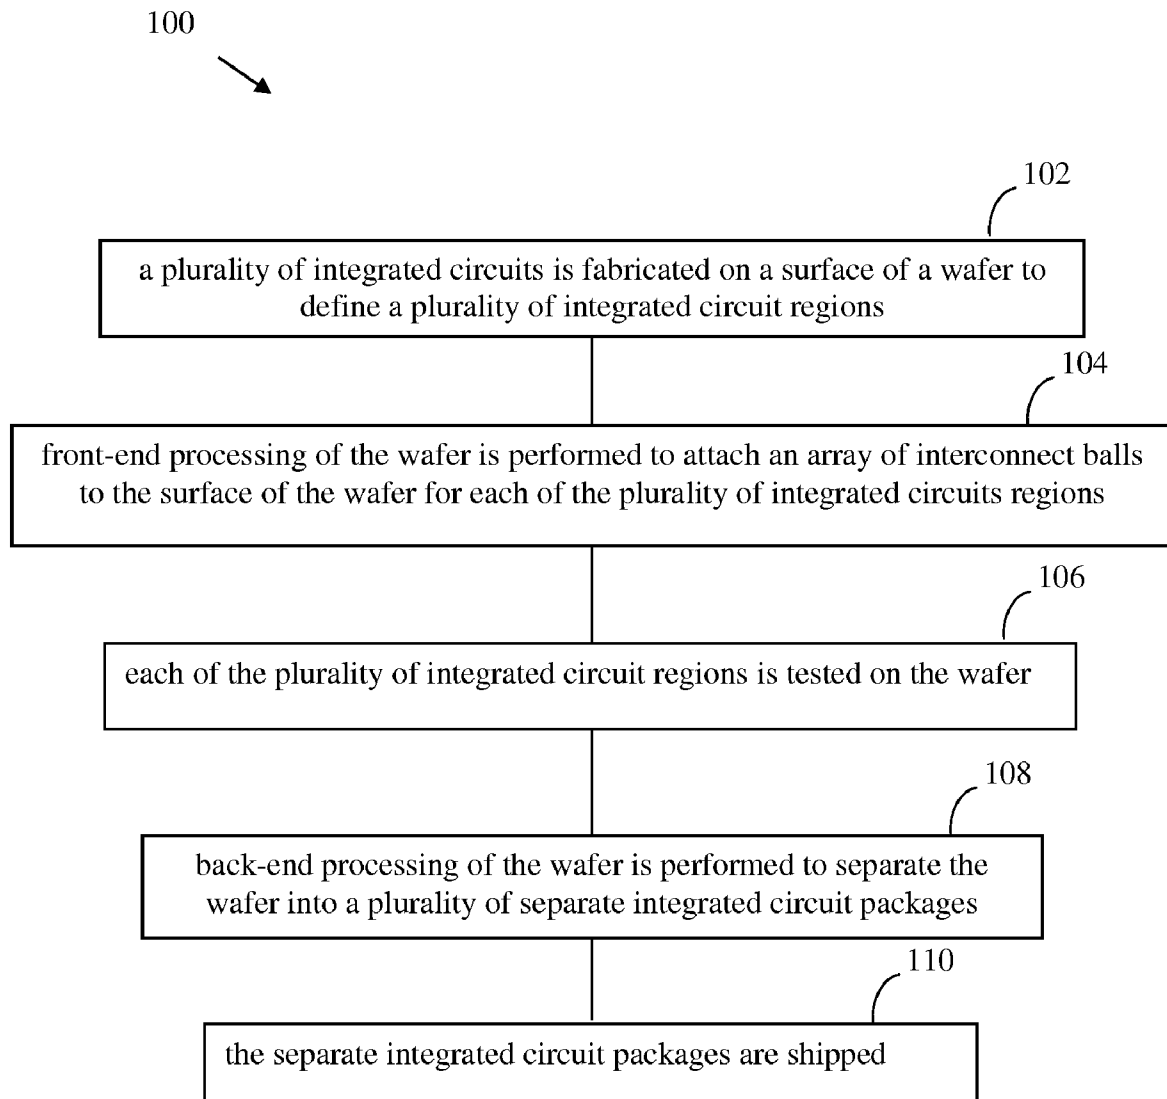 100
102
a plurality of integrated circuits is fabricated on a surface of a wafer to
define a plurality of integrated circuit regions
104
front-end processing of the wafer is performed to attach an array of interconnect balls
to the surface of the wafer for each of the plurality of integrated circuits regions
106
each of the plurality of integrated circuit regions is tested on the wafer
108
back-end processing of the wafer is performed to separate the
wafer into a plurality of separate integrated circuit packages
110
the separate integrated circuit packages are shipped